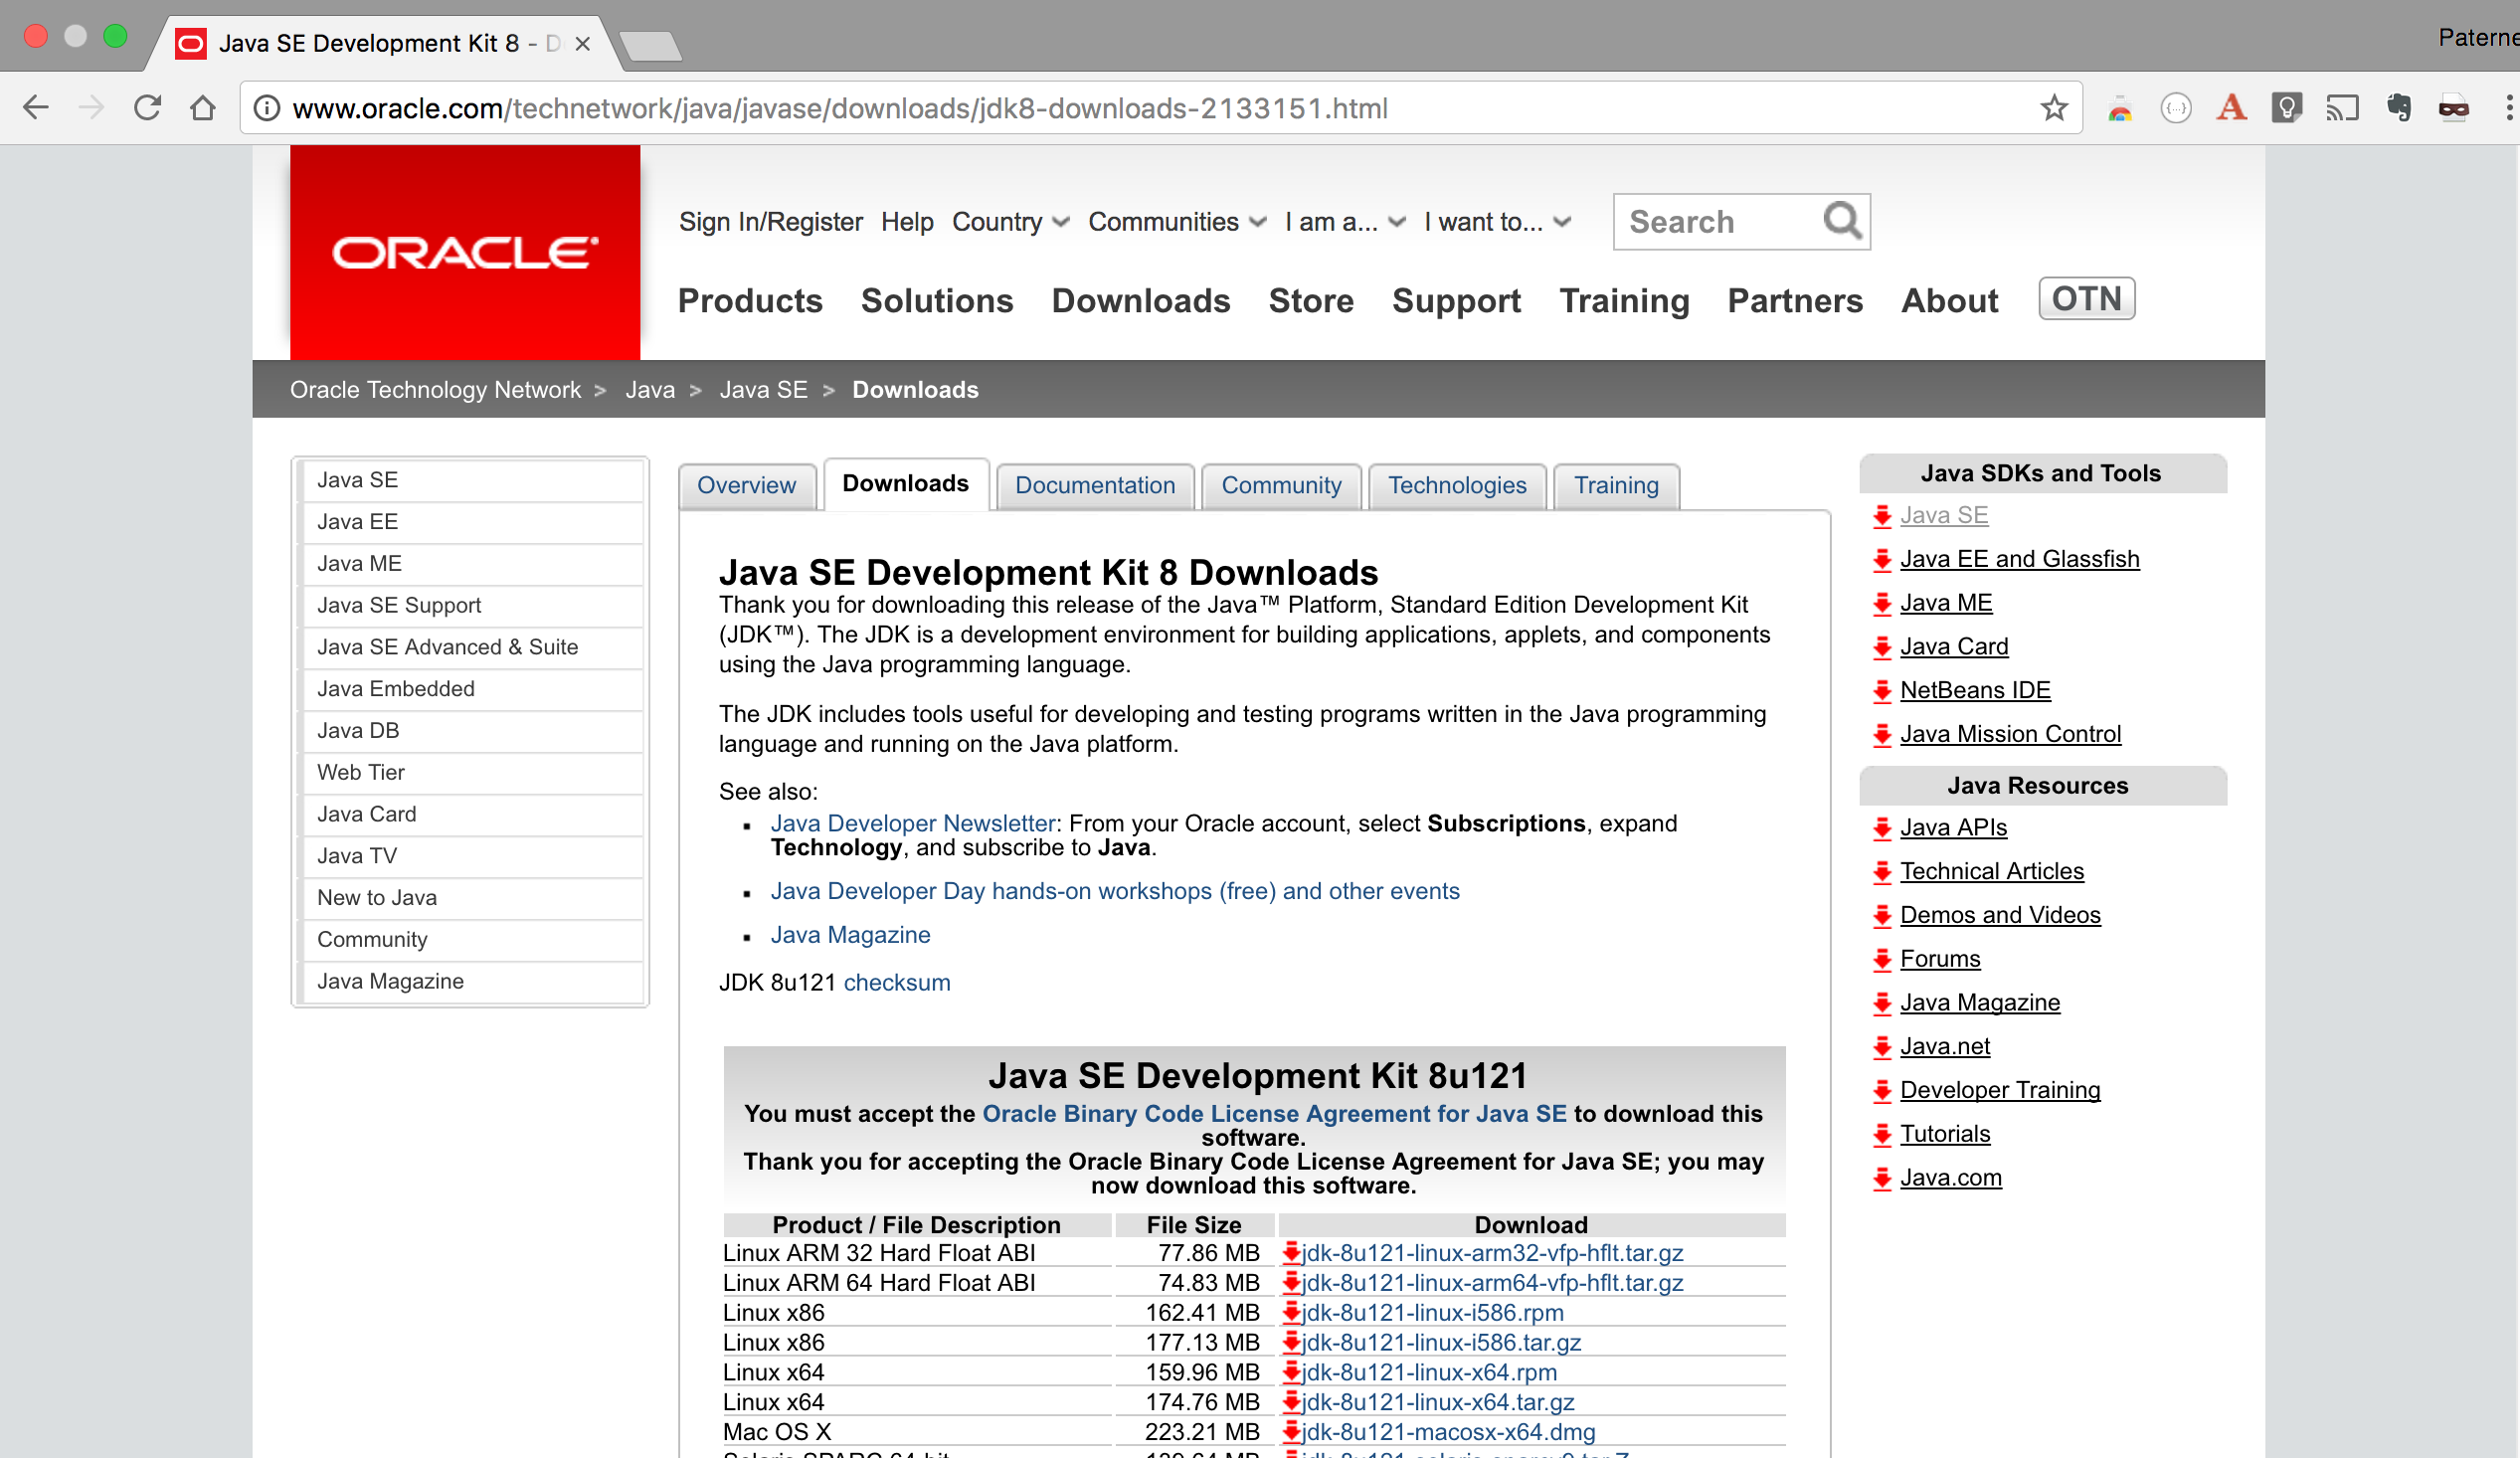 Java SE Development Kit 8 - D
Paterne
www.oracle.com/technetwork/java/javase/downloads/jdk8-downloads-2133151.html
ORACLE
Sign In/Register Help Country Communities I am a... I want to... Search
Products Solutions Downloads Store Support Training Partners About OTN
Oracle Technology Network > Java > Java SE > Downloads
Java SE
Java EE
Java ME
Java SE Support
Java SE Advanced & Suite
Java Embedded
Java DB
Web Tier
Java Card
Java TV
New to Java
Community
Java Magazine
Overview Downloads Documentation Community Technologies Training
Java SE Development Kit 8 Downloads
Thank you for downloading this release of the Java™ Platform, Standard Edition Development Kit
(JDK™). The JDK is a development environment for building applications, applets, and components
using the Java programming language.
The JDK includes tools useful for developing and testing programs written in the Java programming
language and running on the Java platform.
See also:
Java Developer Newsletter: From your Oracle account, select Subscriptions, expand
Technology, and subscribe to Java.
Java Developer Day hands-on workshops (free) and other events
Java Magazine
JDK 8u121 checksum
Java SE Development Kit 8u121
You must accept the Oracle Binary Code License Agreement for Java SE to download this
software.
Thank you for accepting the Oracle Binary Code License Agreement for Java SE; you may
now download this software.
Product / File Description File Size Download
Linux ARM 32 Hard Float ABI 77.86 MB jdk-8u121-linux-arm32-vfp-hflt.tar.gz
Linux ARM 64 Hard Float ABI 74.83 MB jdk-8u121-linux-arm64-vfp-hflt.tar.gz
Linux x86 162.41 MB jdk-8u121-linux-i586.rpm
Linux x86 177.13 MB jdk-8u121-linux-i586.tar.gz
Linux x64 159.96 MB jdk-8u121-linux-x64.rpm
Linux x64 174.76 MB jdk-8u121-linux-x64.tar.gz
Mac OS X 223.21 MB jdk-8u121-macosx-x64.dmg
Java SDKs and Tools
Java SE
Java EE and Glassfish
Java ME
Java Card
NetBeans IDE
Java Mission Control
Java Resources
Java APIs
Technical Articles
Demos and Videos
Forums
Java Magazine
Java.net
Developer Training
Tutorials
Java.com